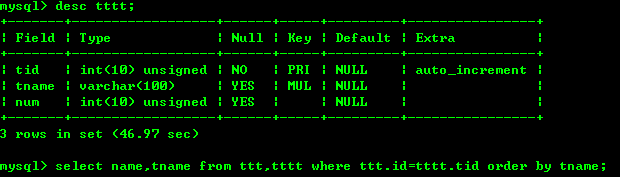 mysql> desc tttt;
+-------+------------------+------+-----+---------+----------------+
| Field | Type             | Null | Key | Default | Extra          |
+-------+------------------+------+-----+---------+----------------+
| tid   | int(10) unsigned | NO   | PRI | NULL    | auto_increment |
| tname | varchar(100)     | YES  | MUL | NULL    |                |
| num   | int(10) unsigned | YES  |     | NULL    |                |
+-------+------------------+------+-----+---------+----------------+
3 rows in set (46.97 sec)
mysql> select name,tname from ttt,tttt where ttt.id=tttt.tid order by tname;